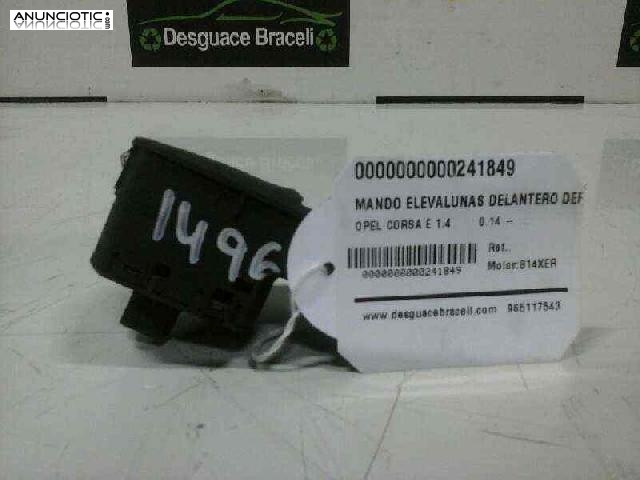 ANUNCIOTIC
Desguace Braceli
1496
0000000000241849
MANDO ELEVALUNAS DELANTERO DER
OPEL CORSA E 1.4 0.14 -
Ref.:
0000000000241849
Motor:B14XER
www.desguacebraceli.com 965117543